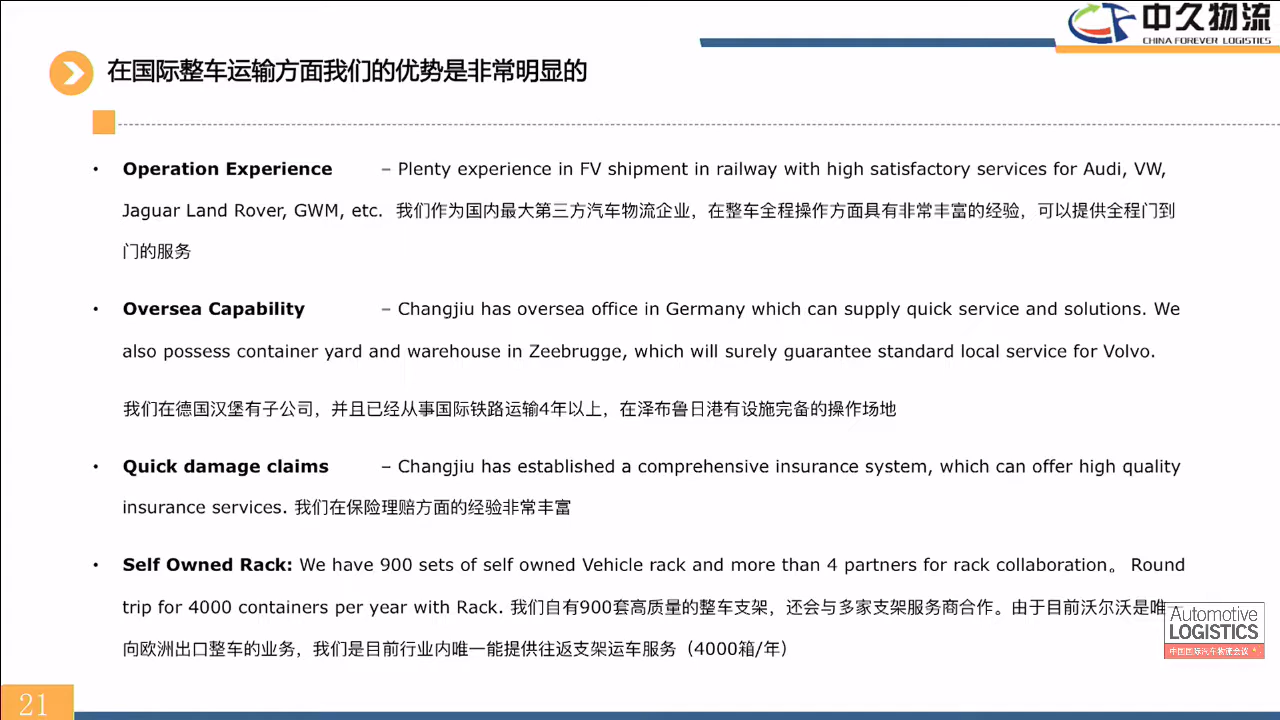 中久物流
CHINA FOREVER LOGISTICS
在国际整车运输方面我们的优势是非常明显的
• Operation Experience – Plenty experience in FV shipment in railway with high satisfactory services for Audi, VW,
Jaguar Land Rover, GWM, etc. 我们作为国内最大第三方汽车物流企业，在整车全程操作方面具有非常丰富的经验，可以提供全程门到
门的服务
• Oversea Capability – Changjiu has oversea office in Germany which can supply quick service and solutions. We
also possess container yard and warehouse in Zeebrugge, which will surely guarantee standard local service for Volvo.
我们在德国汉堡有子公司，并且已经从事国际铁路运输4年以上，在泽布鲁日港有设施完备的操作场地
• Quick damage claims – Changjiu has established a comprehensive insurance system, which can offer high quality
insurance services. 我们在保险理赔方面的经验非常丰富
• Self Owned Rack: We have 900 sets of self owned Vehicle rack and more than 4 partners for rack collaboration。 Round
trip for 4000 containers per year with Rack. 我们自有900套高质量的整车支架，还会与多家支架服务商合作。由于目前沃尔沃是唯一
向欧洲出口整车的业务，我们是目前行业内唯一能提供往返支架运车服务（4000箱/年）
Automotive
LOGISTICS
中国国际汽车物流会议
21